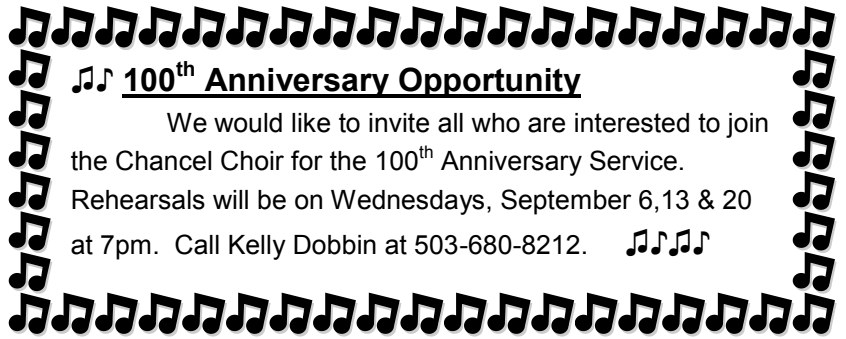 ♫♪ 100th Anniversary Opportunity
We would like to invite all who are interested to join
the Chancel Choir for the 100th Anniversary Service.
Rehearsals will be on Wednesdays, September 6,13 & 20
at 7pm.  Call Kelly Dobbin at 503-680-8212.  ♫♪♫♪